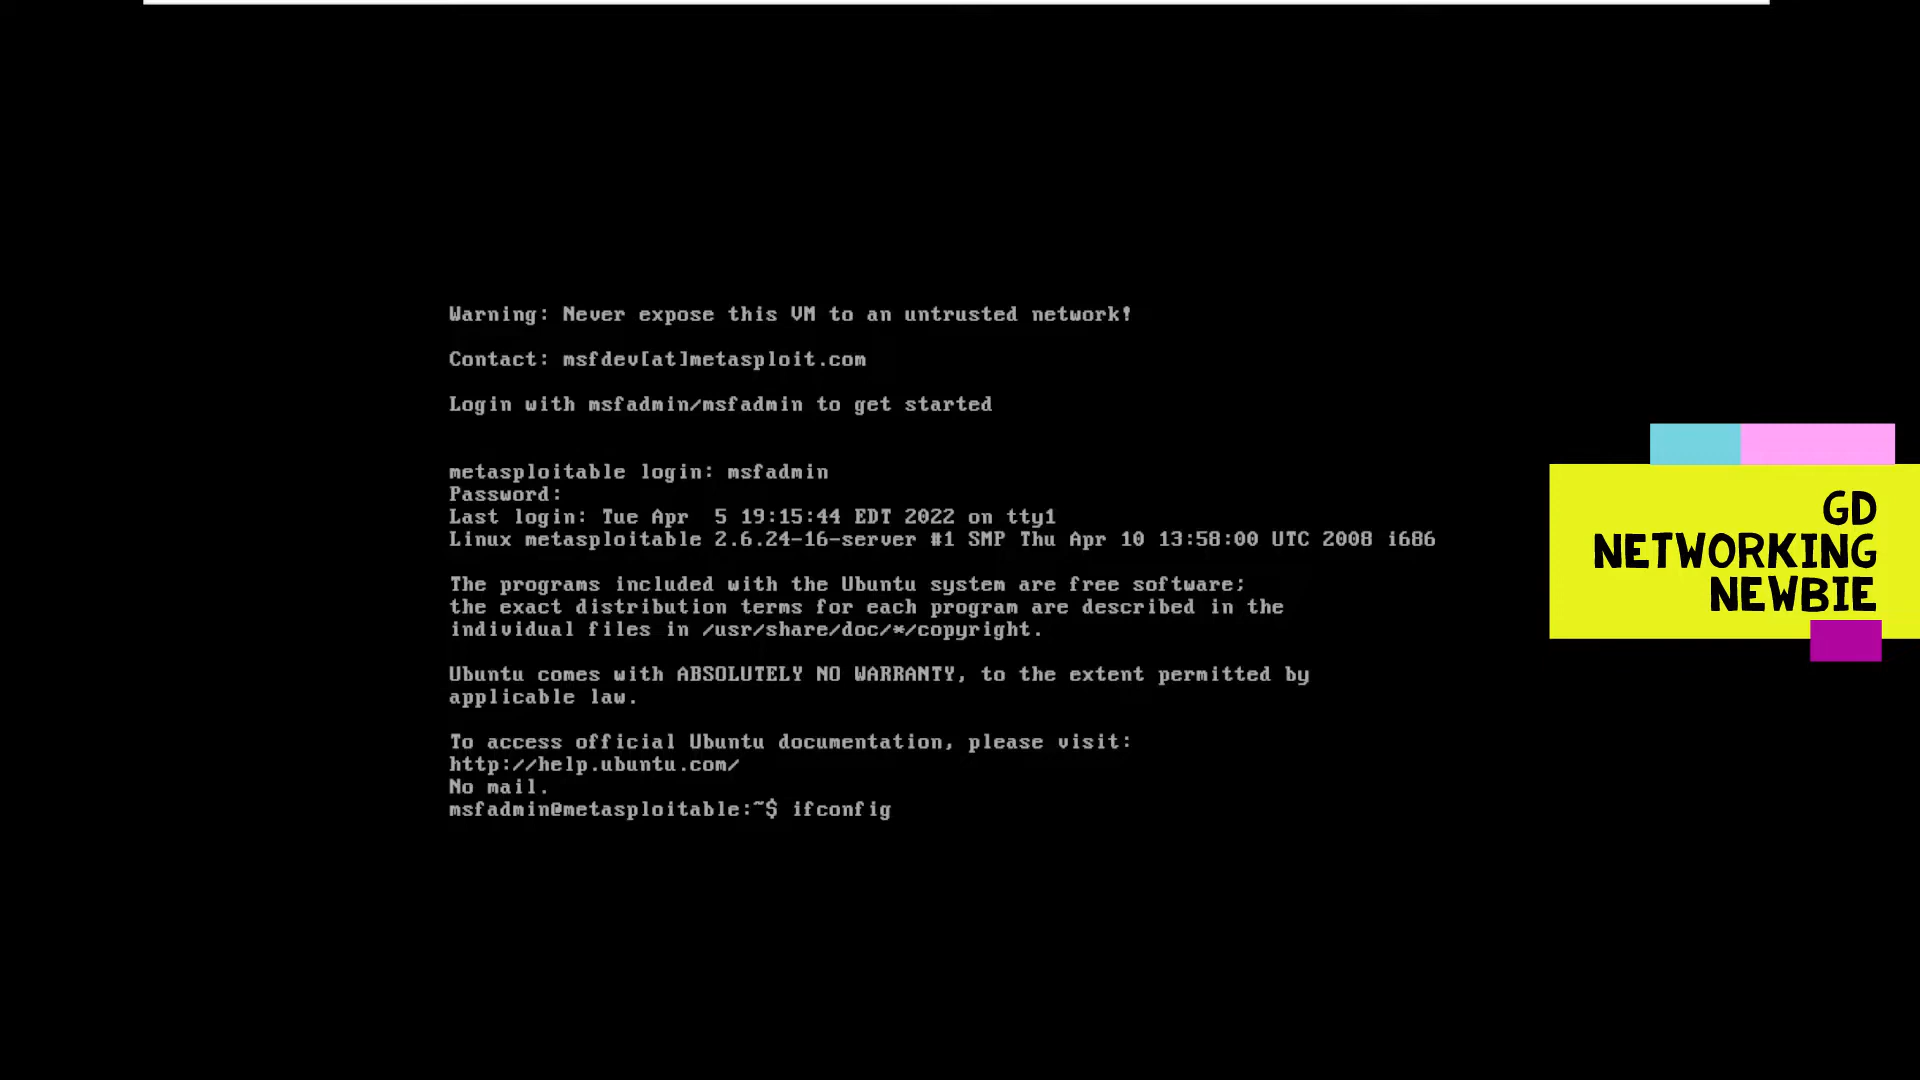 Warning: Never expose this VM to an untrusted network!
Contact: msfdev[at]metasploit.com
Login with msfadmin/msfadmin to get started
metasploitable login: msfadmin
Password:
Last login: Tue Apr  5 19:15:44 EDT 2022 on tty1
Linux metasploitable 2.6.24-16-server #1 SMP Thu Apr 10 13:58:00 UTC 2008 i686
The programs included with the Ubuntu system are free software;
the exact distribution terms for each program are described in the
individual files in /usr/share/doc/*/copyright.
Ubuntu comes with ABSOLUTELY NO WARRANTY, to the extent permitted by
applicable law.
To access official Ubuntu documentation, please visit:
http://help.ubuntu.com/
No mail.
msfadmin@metasploitable:~$ ifconfig
GD
NETWORKING
NEWBIE